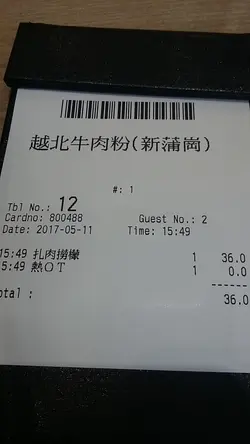 越北牛肉粉(新蒲崗)
#: 1
Tbl No.: 12
Cardno: 800488 Guest No.: 2
Date: 2017-05-11 Time: 15:49
15:49 扎肉撈檬 1 36.0
15:49 熱OT 1 0.0
------
otal : 36.0